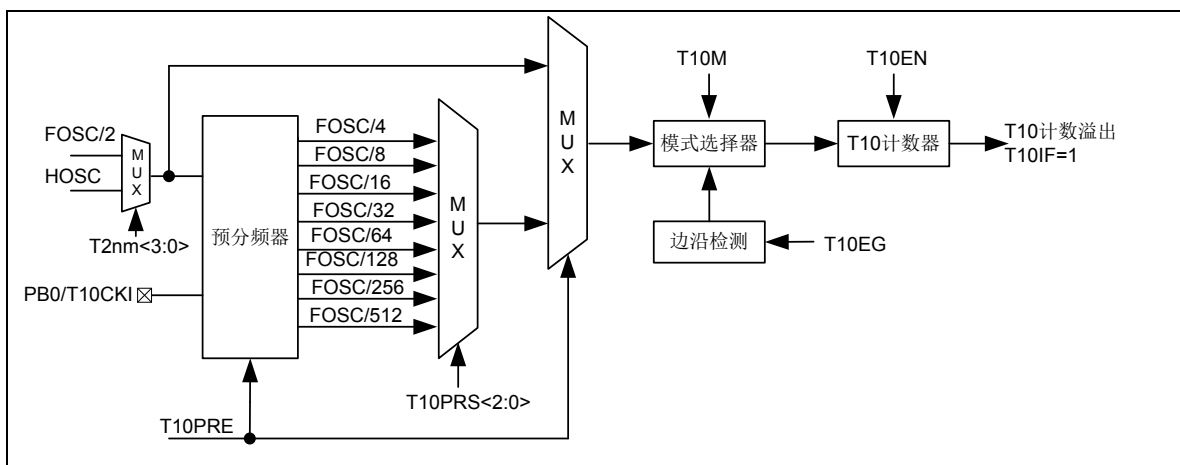 FOSC/2
HOSC
MUX
T2nm<3:0>
PB0/T10CKI
T10PRE
预分频器
FOSC/4
FOSC/8
FOSC/16
FOSC/32
FOSC/64
FOSC/128
FOSC/256
FOSC/512
MUX
T10PRS<2:0>
MUX
T10M
模式选择器
边沿检测
T10EG
T10EN
T10计数器
T10计数溢出
T10IF=1